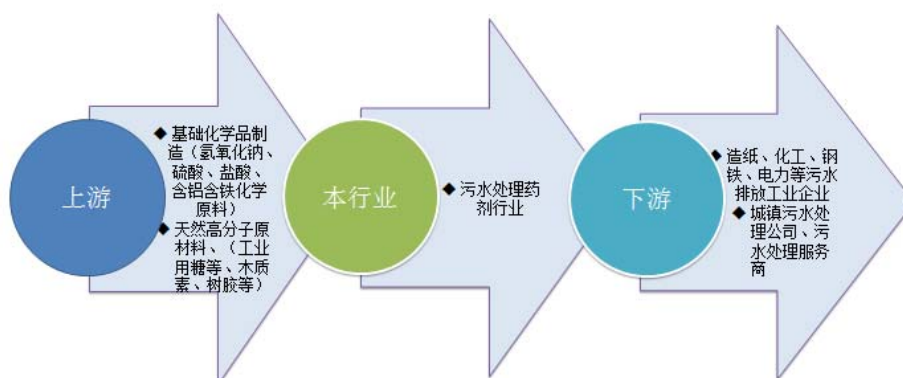 上游
◆ 基础化学品制
造（氢氧化钠、
硫酸、盐酸、
含铝含铁化学
原料）
◆ 天然高分子原
材料、（工业
用糖等、木质
素、树胶等）
本行业
◆ 污水处理药
剂行业
下游
◆ 造纸、化工、钢
铁、电力等污水
排放工业企业
◆ 城镇污水处
理公司、污
水处理服务
商